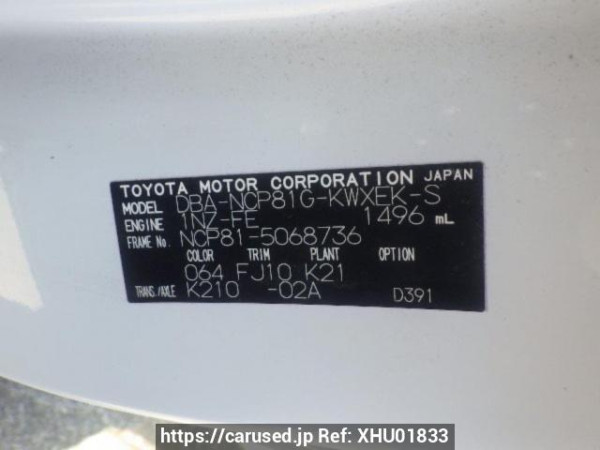 TOYOTA MOTOR CORPORATION JAPAN
MODEL DBA-NCP81G-KWXEK-S
ENGINE 1NZ-FE 1496 mL
FRAME No. NCP81-5068736
COLOR TRIM PLANT OPTION
064 FJ10 K21
TRANS./AXLE K210 -02A D391
https://carused.jp Ref: XHU01833